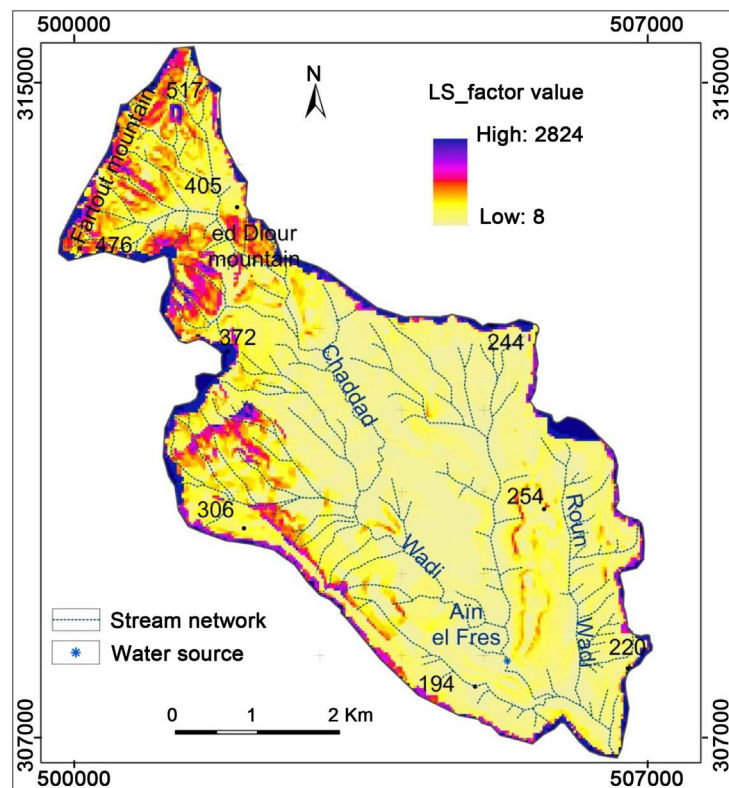 500000
507000
315000
315000
N
LS_factor value
High: 2824
Low: 8
517
Fartout mountain
405
476
ed Dlour
mountain
372
244
Chaddad
254
306
Roun
Wadi
Aïn
el Fres
Wadi
220
194
Stream network
Water source
0 1 2 Km
307000
307000
500000
507000